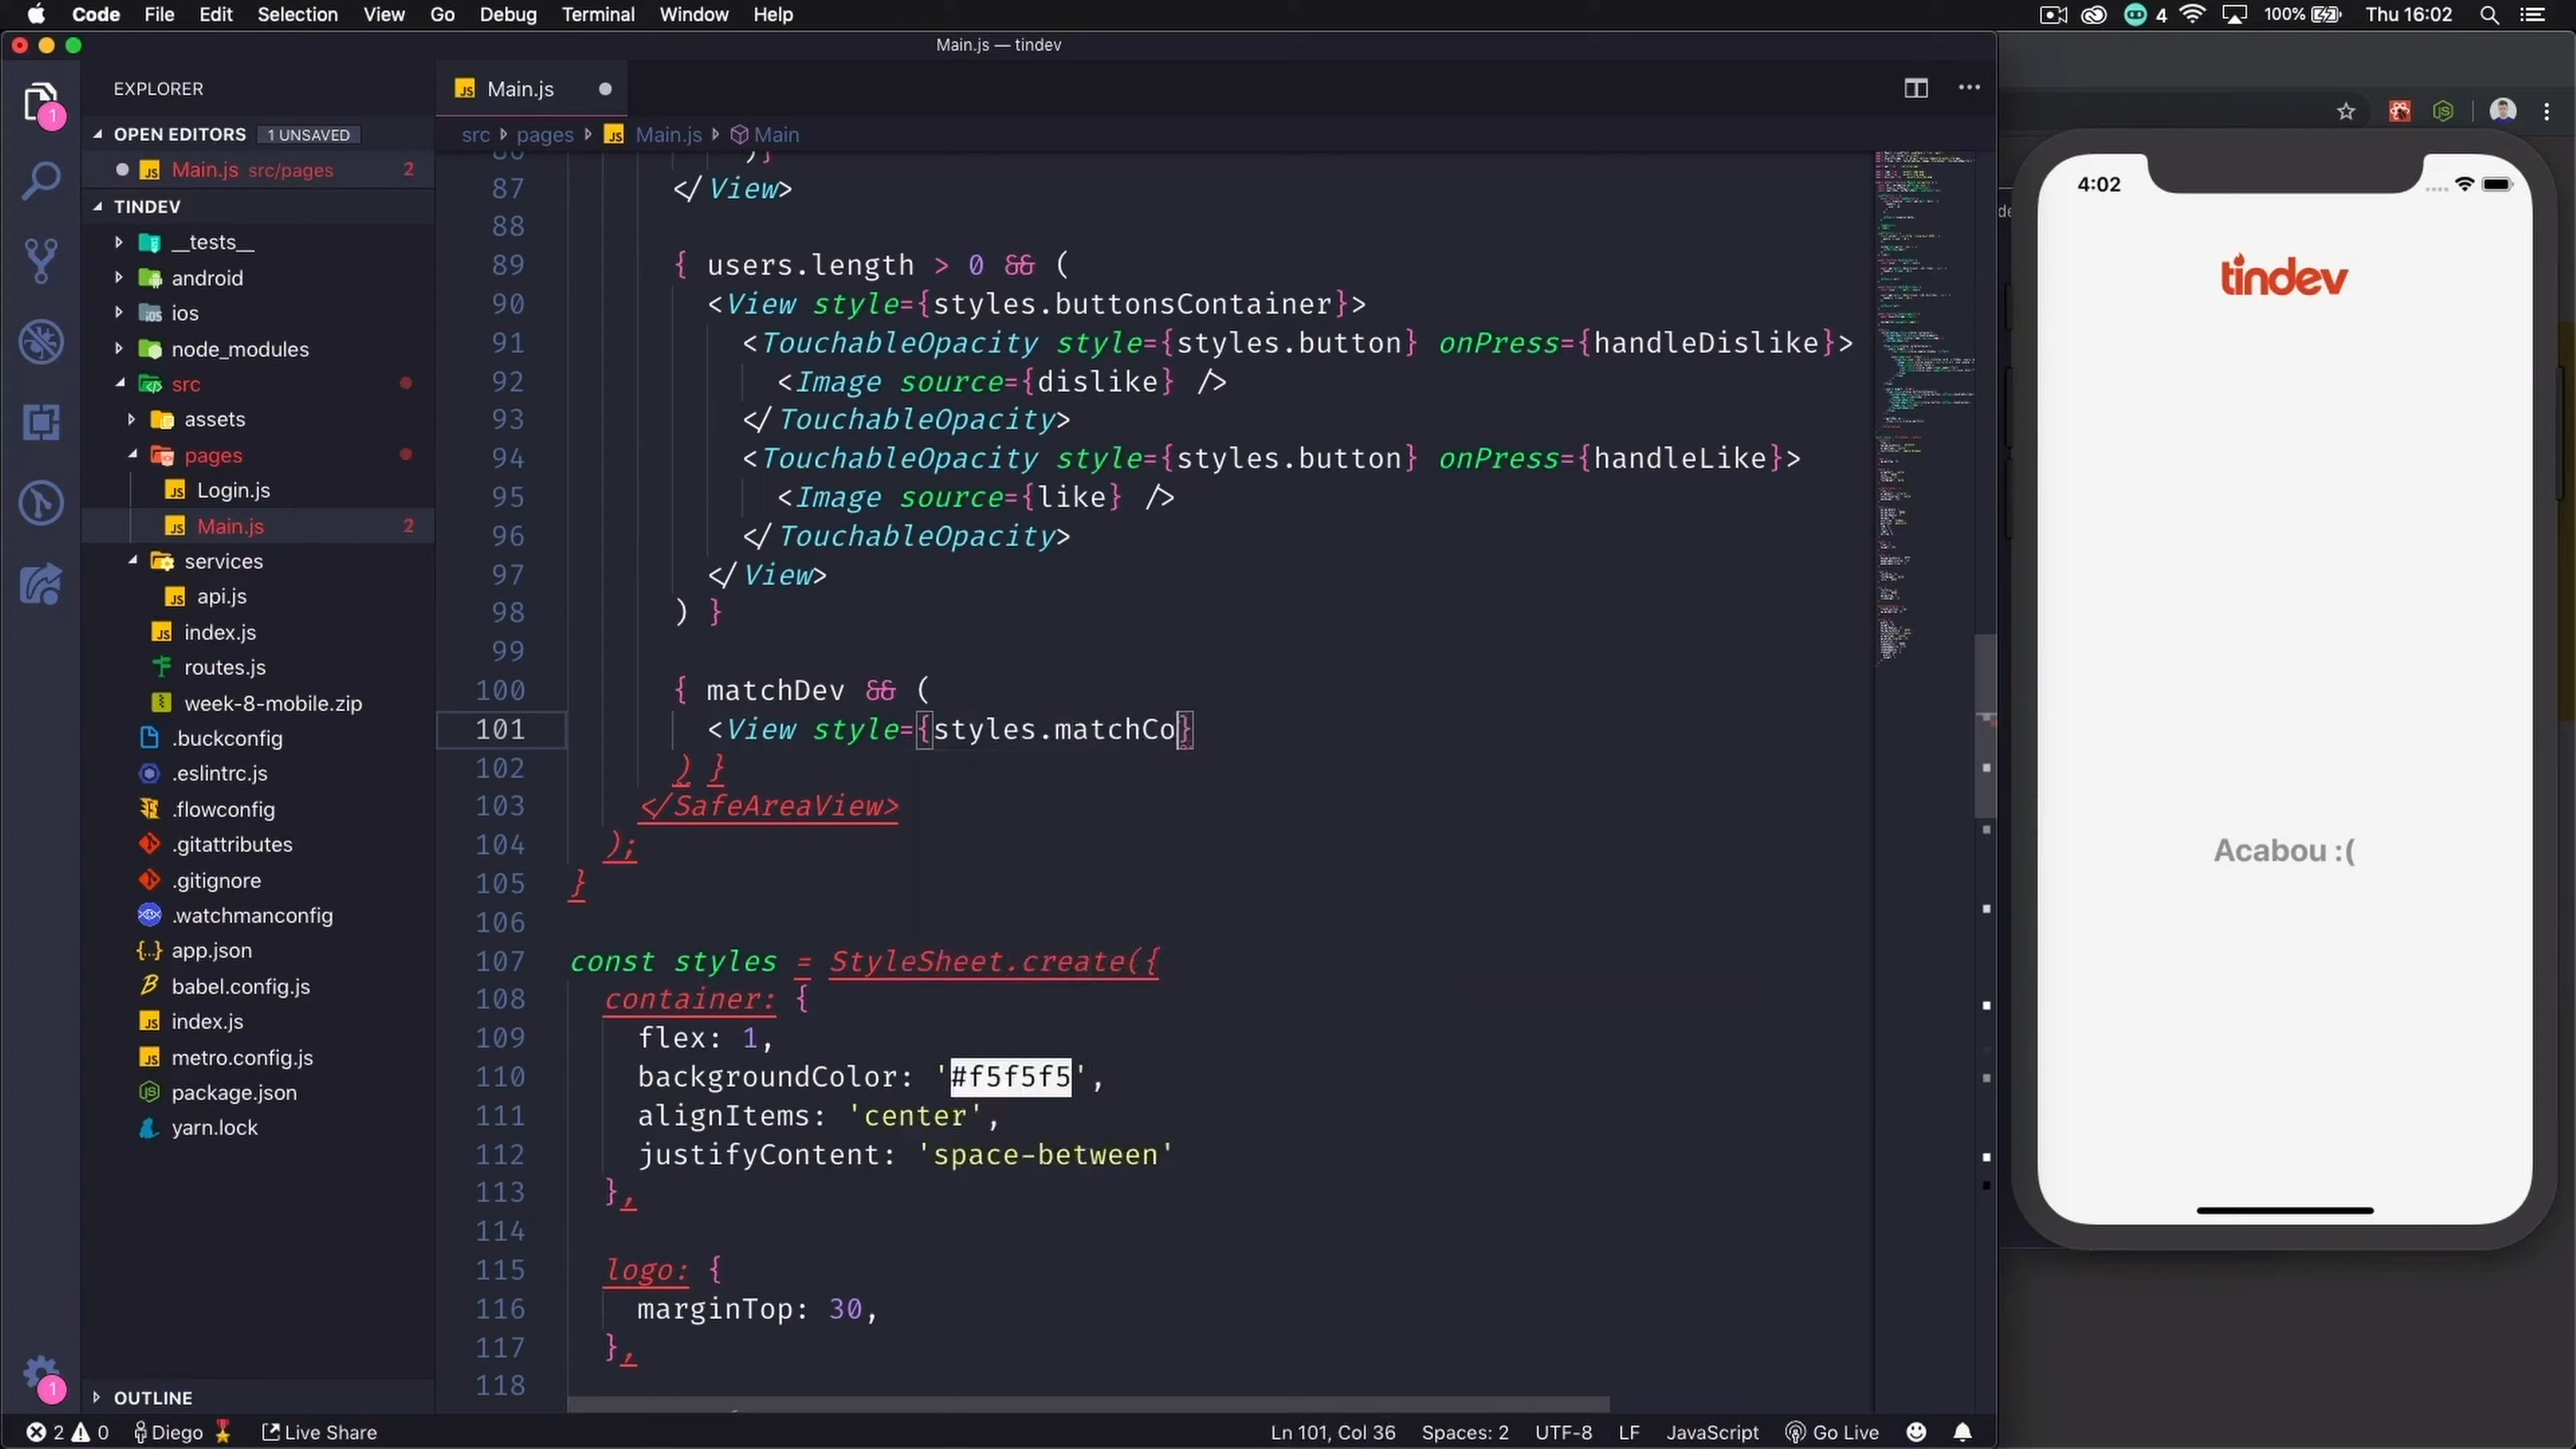 Code File Edit Selection View Go Debug Terminal Window Help 4 100% Thu 16:02
Main.js — tindev
EXPLORER
OPEN EDITORS 1 UNSAVED
Main.js src/pages 2
TINDEV
__tests__
android
ios
node_modules
src
assets
pages
Login.js
Main.js 2
services
api.js
index.js
routes.js
week-8-mobile.zip
.buckconfig
.eslintrc.js
.flowconfig
.gitattributes
.gitignore
.watchmanconfig
app.json
babel.config.js
index.js
metro.config.js
package.json
yarn.lock
OUTLINE
1
1
Main.js
src pages Main.js Main
)}
87 </View>
88
89 { users.length > 0 && (
90 <View style={styles.buttonsContainer}>
91 <TouchableOpacity style={styles.button} onPress={handleDislike}>
92 <Image source={dislike} />
93 </TouchableOpacity>
94 <TouchableOpacity style={styles.button} onPress={handleLike}>
95 <Image source={like} />
96 </TouchableOpacity>
97 </View>
98 ) }
99
100 { matchDev && (
101 <View style={styles.matchCo}
102 ) }
103 </SafeAreaView>
104 );
105 }
106
107 const styles = StyleSheet.create({
108 container: {
109 flex: 1,
110 backgroundColor: '#f5f5f5',
111 alignItems: 'center',
112 justifyContent: 'space-between'
113 },
114
115 logo: {
116 marginTop: 30,
117 },
118
2 0 Diego Live Share Ln 101, Col 36 Spaces: 2 UTF-8 LF JavaScript Go Live
4:02
tindev
Acabou :(